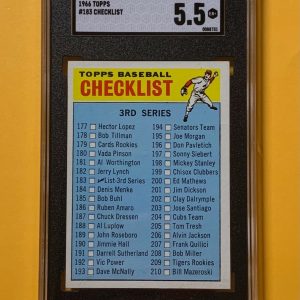 1966 TOPPS
#183 CHECKLIST
5.5
TOPPS BASEBALL
CHECKLIST
3RD SERIES
177 Hector Lopez
178 Bob Tillman
179 Cards Rookies
180 Vada Pinson
181 Al Worthington
182 Jerry Lynch
183 List-3rd Series
184 Denis Menke
185 Bob Buhl
186 Ruben Amaro
187 Chuck Dressen
188 Al Luplow
189 John Roseboro
190 Jimmie Hall
191 Darrell Sutherland
192 Vic Power
193 Dave McNally
194 Senators Team
195 Joe Morgan
196 Don Pavletich
197 Sonny Siebert
198 Mickey Stanley
199 Chisox Clubbers
200 Ed Mathews
201 Jim Dickson
202 Clay Dalrymple
203 Jose Santiago
204 Cubs Team
205 Tom Tresh
206 Alvin Jackson
207 Frank Quilici
208 Bob Miller
209 Tigers Rookies
210 Bill Mazeroski